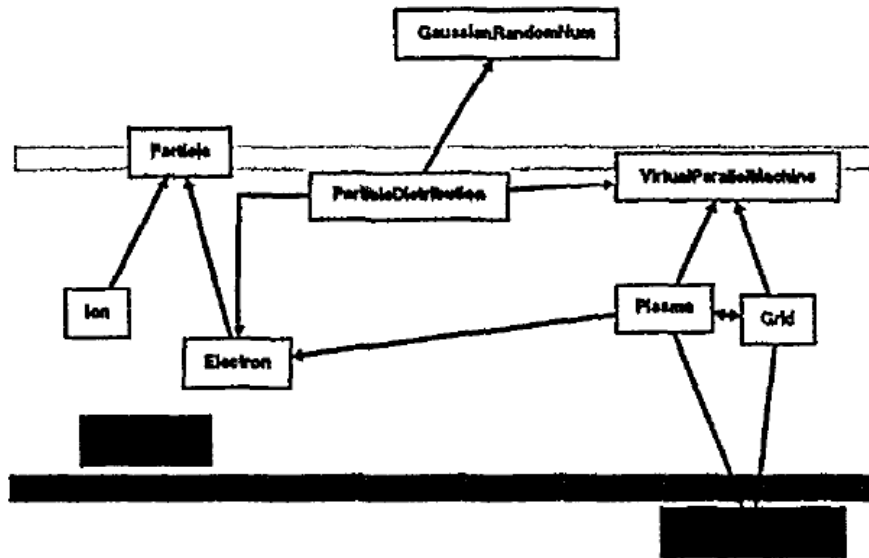 GaussianRandomNum
Particle
VirtualParallelMachine
ParticleDistribution
Ion
Plasma
Grid
Electron